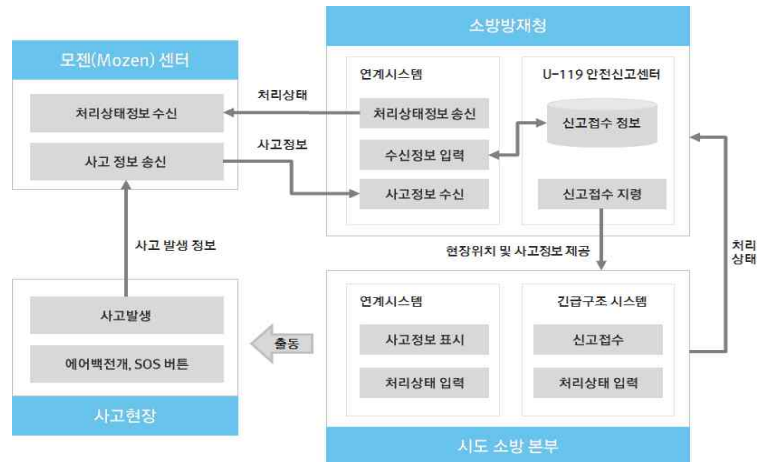 소방방재청
모젠(Mozen) 센터
연계시스템
U-119 안전신고센터
처리상태
처리상태정보 수신
처리상태정보 송신
신고접수 정보
사고정보
사고 정보 송신
수신정보 입력
사고정보 수신
신고접수 지령
사고 발생 정보
현장위치 및 사고정보 제공
처리
상태
연계시스템
긴급구조 시스템
사고발생
출동
사고정보 표시
신고접수
에어백전개, SOS 버튼
처리상태 입력
처리상태 입력
사고현장
시도 소방 본부